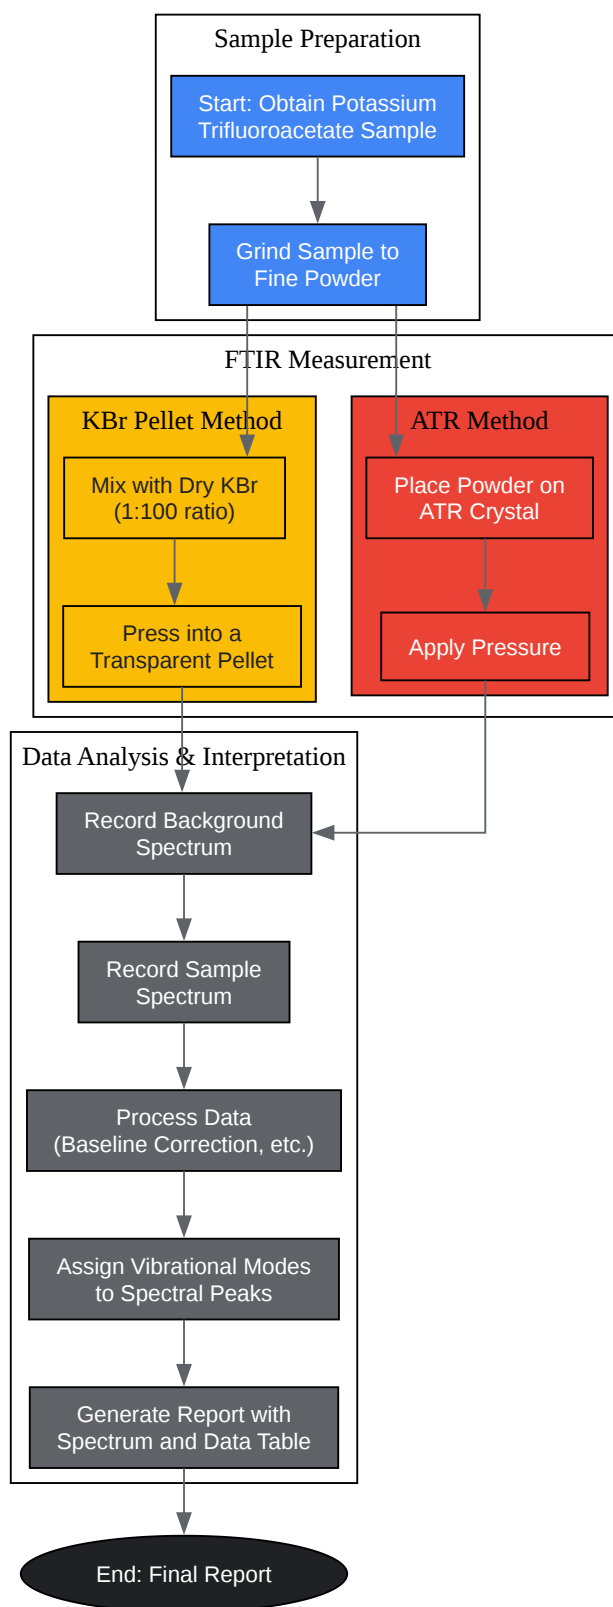 Sample Preparation
Start: Obtain Potassium
Trifluoroacetate Sample
Grind Sample to
Fine Powder
FTIR Measurement
KBr Pellet Method
Mix with Dry KBr
(1:100 ratio)
Press into a
Transparent Pellet
ATR Method
Place Powder on
ATR Crystal
Apply Pressure
Data Analysis & Interpretation
Record Background
Spectrum
Record Sample
Spectrum
Process Data
(Baseline Correction, etc.)
Assign Vibrational Modes
to Spectral Peaks
Generate Report with
Spectrum and Data Table
End: Final Report